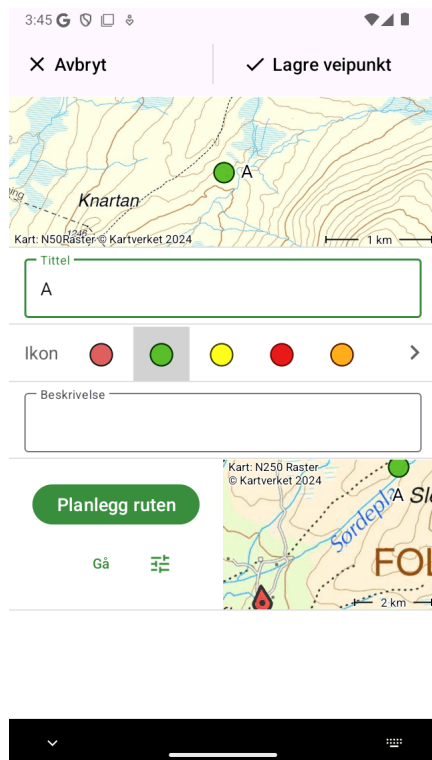 3:45
Avbryt
Lagre veipunkt
A
Knartan
1246
Kart: N50Raster © Kartverket 2024
1 km
Tittel
A
Ikon
Beskrivelse
Planlegg ruten
Gå
Kart: N250 Raster
© Kartverket 2024
A
FOL
2 km